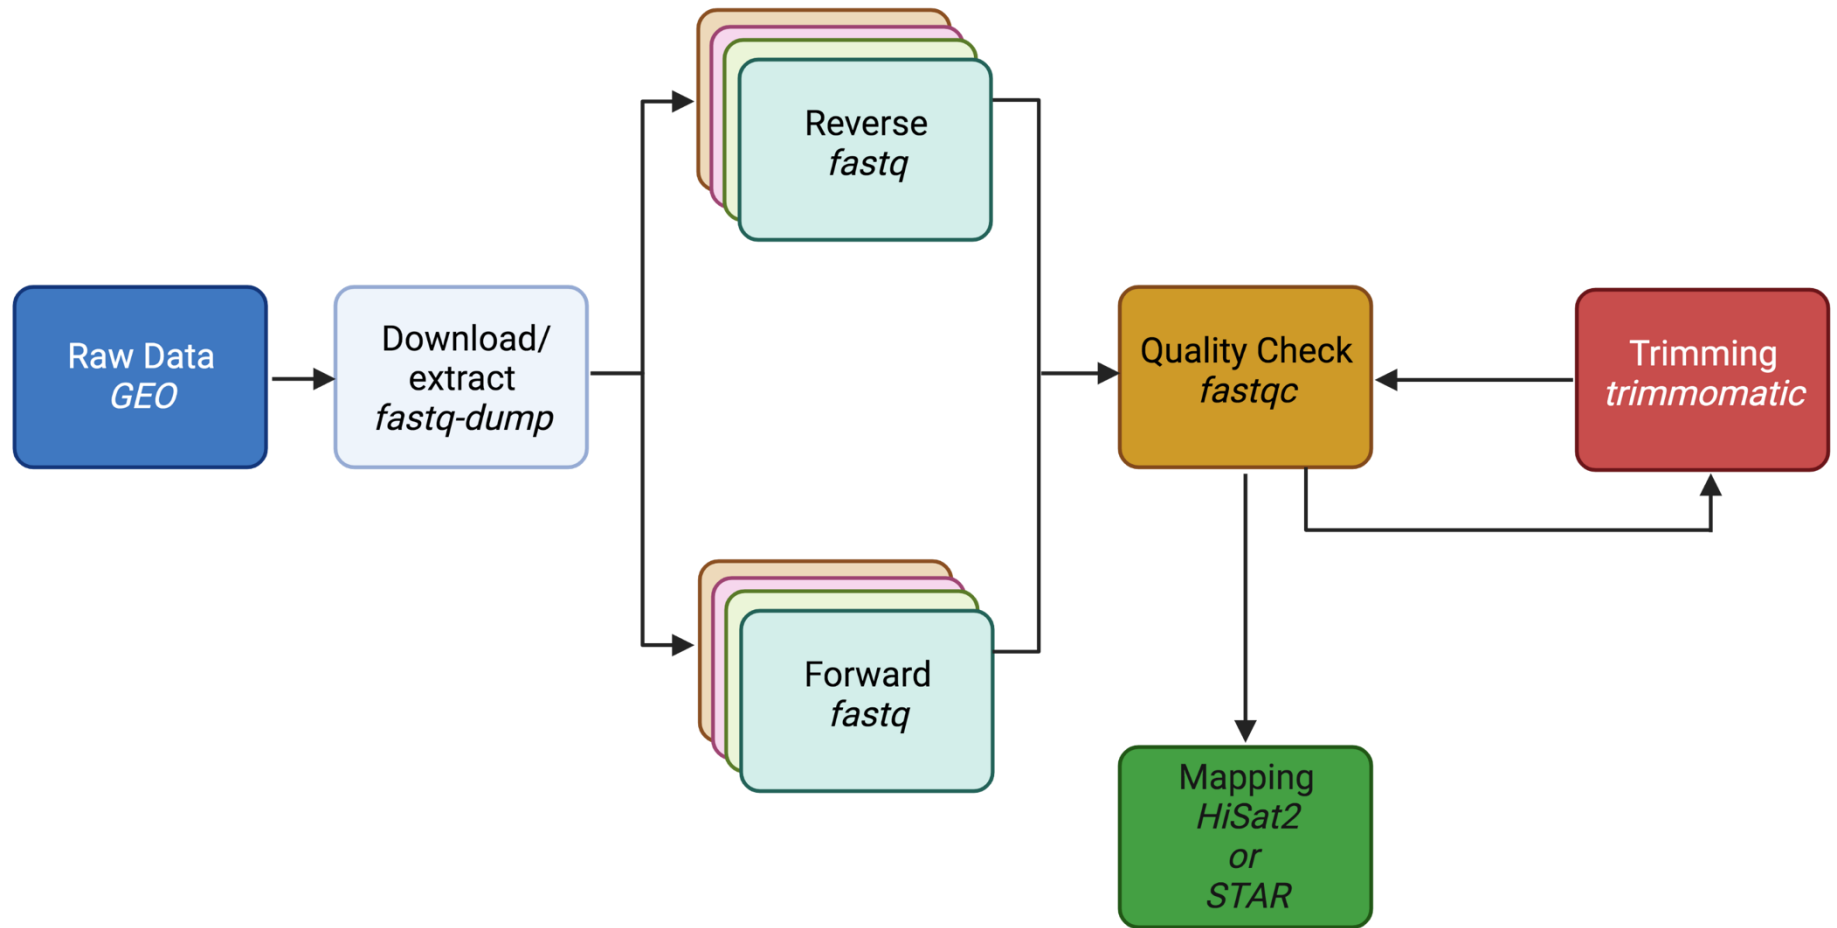 Reverse
fastq
Raw Data
GEO
Download/
extract
fastq-dump
Quality Check
fastqc
Trimming
trimmomatic
Forward
fastq
Mapping
HiSat2
or
STAR